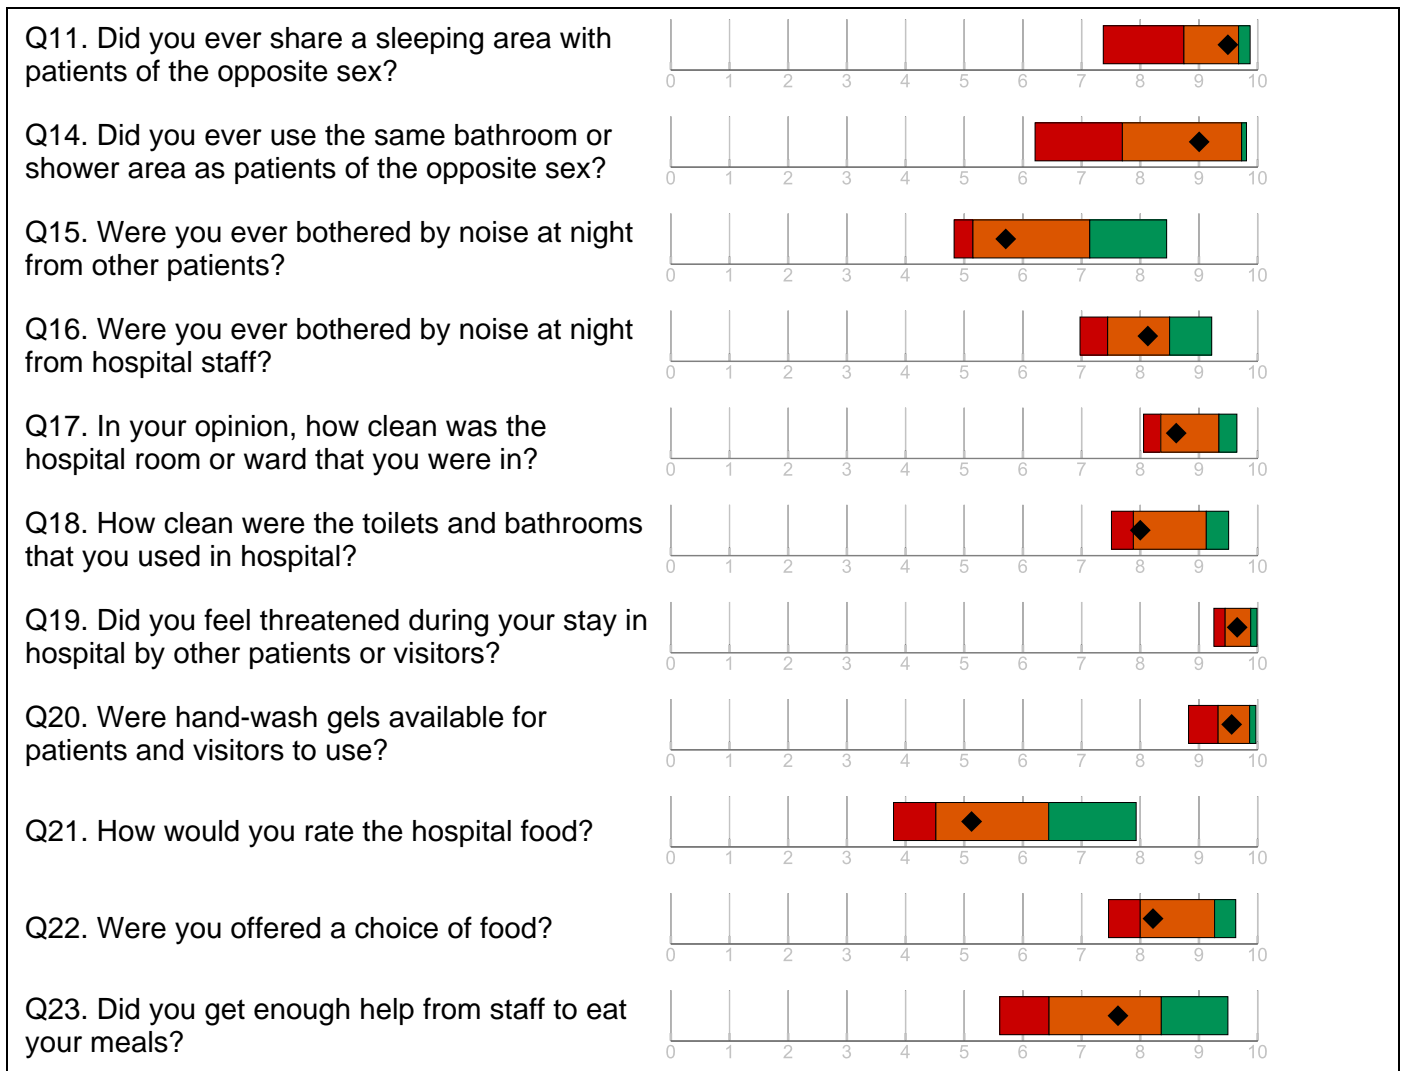 Q11. Did you ever share a sleeping area with
patients of the opposite sex?
0 1 2 3 4 5 6 7 8 9 10
Q14. Did you ever use the same bathroom or
shower area as patients of the opposite sex?
0 1 2 3 4 5 6 7 8 9 10
Q15. Were you ever bothered by noise at night
from other patients?
0 1 2 3 4 5 6 7 8 9 10
Q16. Were you ever bothered by noise at night
from hospital staff?
0 1 2 3 4 5 6 7 8 9 10
Q17. In your opinion, how clean was the
hospital room or ward that you were in?
0 1 2 3 4 5 6 7 8 9 10
Q18. How clean were the toilets and bathrooms
that you used in hospital?
0 1 2 3 4 5 6 7 8 9 10
Q19. Did you feel threatened during your stay in
hospital by other patients or visitors?
0 1 2 3 4 5 6 7 8 9 10
Q20. Were hand-wash gels available for
patients and visitors to use?
0 1 2 3 4 5 6 7 8 9 10
Q21. How would you rate the hospital food?
0 1 2 3 4 5 6 7 8 9 10
Q22. Were you offered a choice of food?
0 1 2 3 4 5 6 7 8 9 10
Q23. Did you get enough help from staff to eat
your meals?
0 1 2 3 4 5 6 7 8 9 10